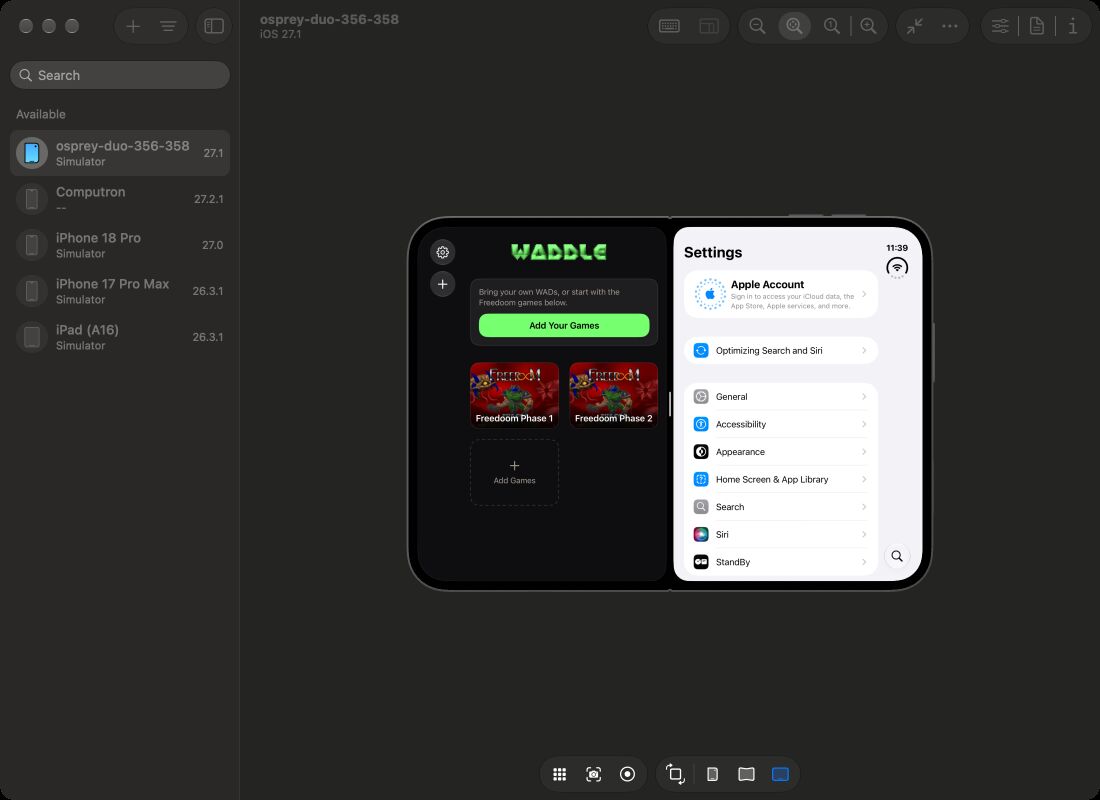 osprey-duo-356-358
iOS 27.1
Search
Available
osprey-duo-356-358
Simulator
27.1
Computron
--
27.2.1
iPhone 18 Pro
Simulator
27.0
iPhone 17 Pro Max
Simulator
26.3.1
iPad (A16)
Simulator
26.3.1
WADDLE
Bring your own WADs, or start with the
Freedoom games below.
Add Your Games
FREEDOOM
Freedoom Phase 1
FREEDOOM
Freedoom Phase 2
Add Games
Settings
11:39
Apple Account
Sign in to access your iCloud data, the
App Store, Apple services, and more.
Optimizing Search and Siri
General
Accessibility
Appearance
Home Screen & App Library
Search
Siri
StandBy